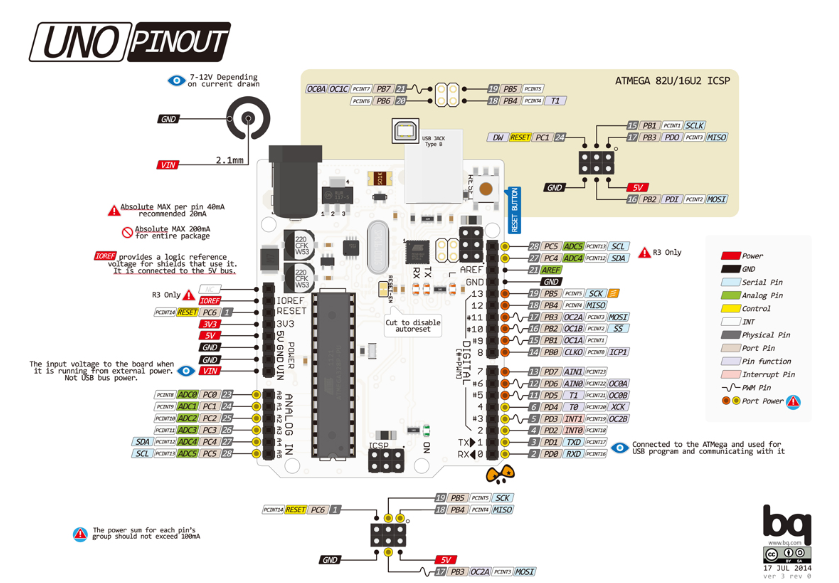 UNO PINOUT
7-12V Depending
on current drawn
GND
VIN
2.1mm
ATMEGA 82U/16U2 ICSP
OC0A OC1C PCINT7 PB7 21
PCINT6 PB6 20
19 PB5 PCINT5
18 PB4 PCINT4 T1
DW RESET PC1 24
15 PB1 PCINT1 SCLK
17 PB3 PDO PCINT3 MISO
GND
5V
16 PB2 PDI PCINT2 MOSI
USB JACK
Type B
RESET BUTTON
Absolute MAX per pin 40mA
recommended 20mA
Absolute MAX 200mA
for entire package
IOREF provides a logic reference
voltage for shields that use it.
It is connected to the 5V bus.
R3 Only
NC
IOREF
PCINT14 RESET PC6 1
3V3
5V
GND
GND
VIN
The input voltage to the board when
it is running from external power.
Not USB bus power.
PCINT8 ADC0 PC0 23
PCINT9 ADC1 PC1 24
PCINT10 ADC2 PC2 25
PCINT11 ADC3 PC3 26
SDA PCINT12 ADC4 PC4 27
SCL PCINT13 ADC5 PC5 28
1 2 3
220
CFK
W53
220
CFK
W53
IOREF
RESET
3V3
5V
GND
VIN
POWER
A0
A1
A2
A3
A4
A5
ANALOG IN
TX
RX
L
RESET-EN
Cut to disable
autoreset
ICSP
ON
AREF
GND
13
12
#11
#10
#9
8
7
#6
#5
4
#3
2
TX 1
RX 0
DIGITAL
(#=PWM)
28 PC5 ADC5 PCINT13 SCL
27 PC4 ADC4 PCINT12 SDA
R3 Only
21 AREF
GND
19 PB5 PCINT5 SCK
18 PB4 PCINT4 MISO
17 PB3 OC2A PCINT3 MOSI
16 PB2 OC1B PCINT2 SS
15 PB1 OC1A PCINT1
14 PB0 CLKO PCINT0 ICP1
13 PD7 AIN1 PCINT23
12 PD6 AIN0 PCINT22 OC0A
11 PD5 T1 PCINT21 OC0B
6 PD4 T0 PCINT20 XCK
5 PD3 INT1 PCINT19 OC2B
4 PD2 INT0 PCINT18
3 PD1 TXD PCINT17
2 PD0 RXD PCINT16
Connected to the ATMega and used for
USB program and communicating with it
Power
GND
Serial Pin
Analog Pin
Control
INT
Physical Pin
Port Pin
Pin function
Interrupt Pin
PWM Pin
Port Power
PCINT14 RESET PC6 1
19 PB5 PCINT5 SCK
18 PB4 PCINT4 MISO
GND
5V
17 PB3 OC2A PCINT3 MOSI
The power sum for each pin's
group should not exceed 100mA
bq
www.bq.com
CC BY SA
17 JUL 2014
ver 3 rev 0